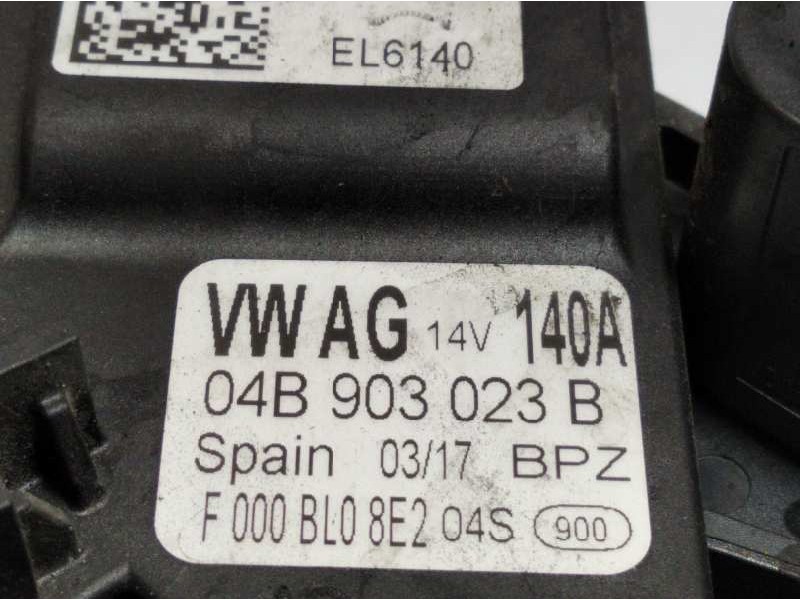 EL6140
VW AG 14V 140A
04B 903 023 B
Spain 03/17 BPZ
F 000 BL0 8E2 04S 900